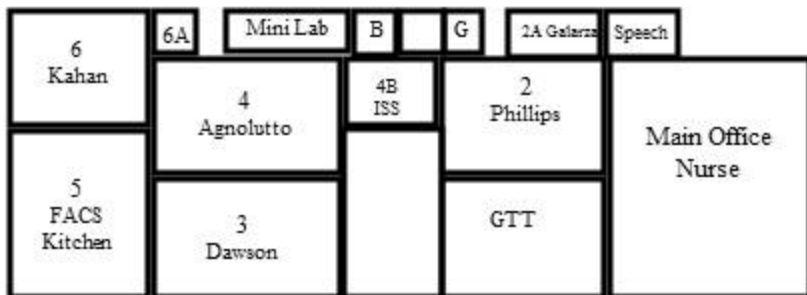 6
Kahan
6A
Mini Lab
B
G
2A Galarza
Speech
4
Agnolutto
4B
ISS
2
Phillips
Main Office
Nurse
5
FACS
Kitchen
3
Dawson
GTT